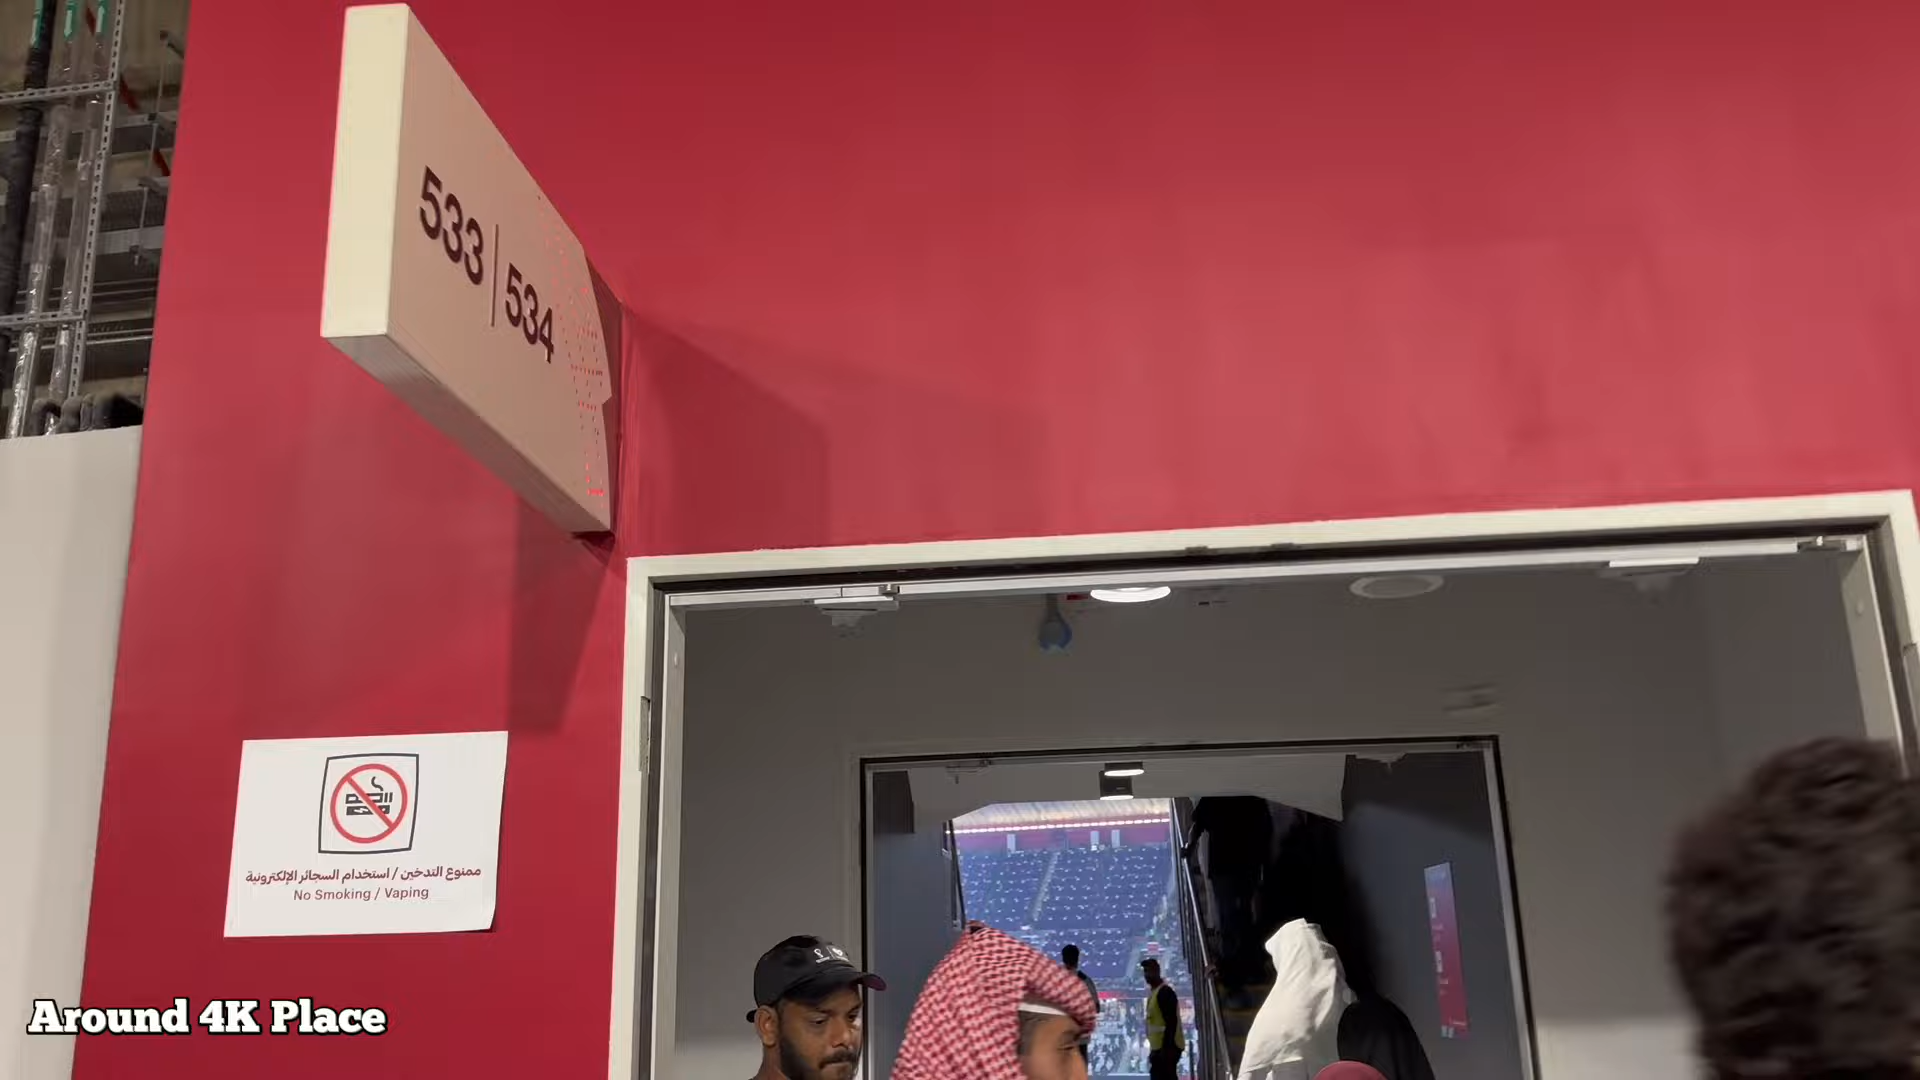 533 | 534
ممنوع التدخين / استخدام السجائر الإلكترونية
No Smoking / Vaping
Around 4K Place